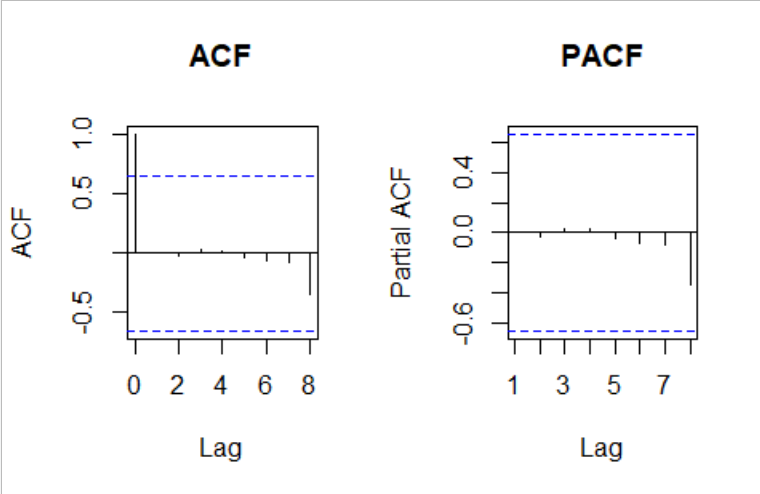 ACF
ACF
-0.5
0.5
1.0
0 2 4 6 8
Lag
PACF
Partial ACF
-0.6
0.0
0.4
1 3 5 7
Lag